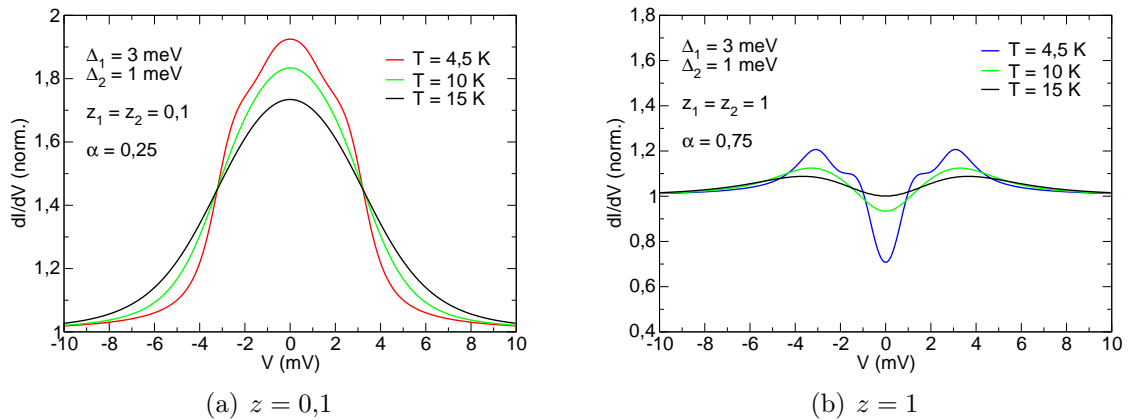 2
1,8
1,6
1,4
1,2
1
-10 -8 -6 -4 -2 0 2 4 6 8 10
V (mV)
dI/dV (norm.)
Δ₁ = 3 meV
Δ₂ = 1 meV
z₁ = z₂ = 0,1
α = 0,25
T = 4,5 K
T = 10 K
T = 15 K
(a) z = 0,1
1,8
1,6
1,4
1,2
1
0,8
0,6
0,4
-10 -8 -6 -4 -2 0 2 4 6 8 10
V (mV)
dI/dV (norm.)
Δ₁ = 3 meV
Δ₂ = 1 meV
z₁ = z₂ = 1
α = 0,75
T = 4,5 K
T = 10 K
T = 15 K
(b) z = 1